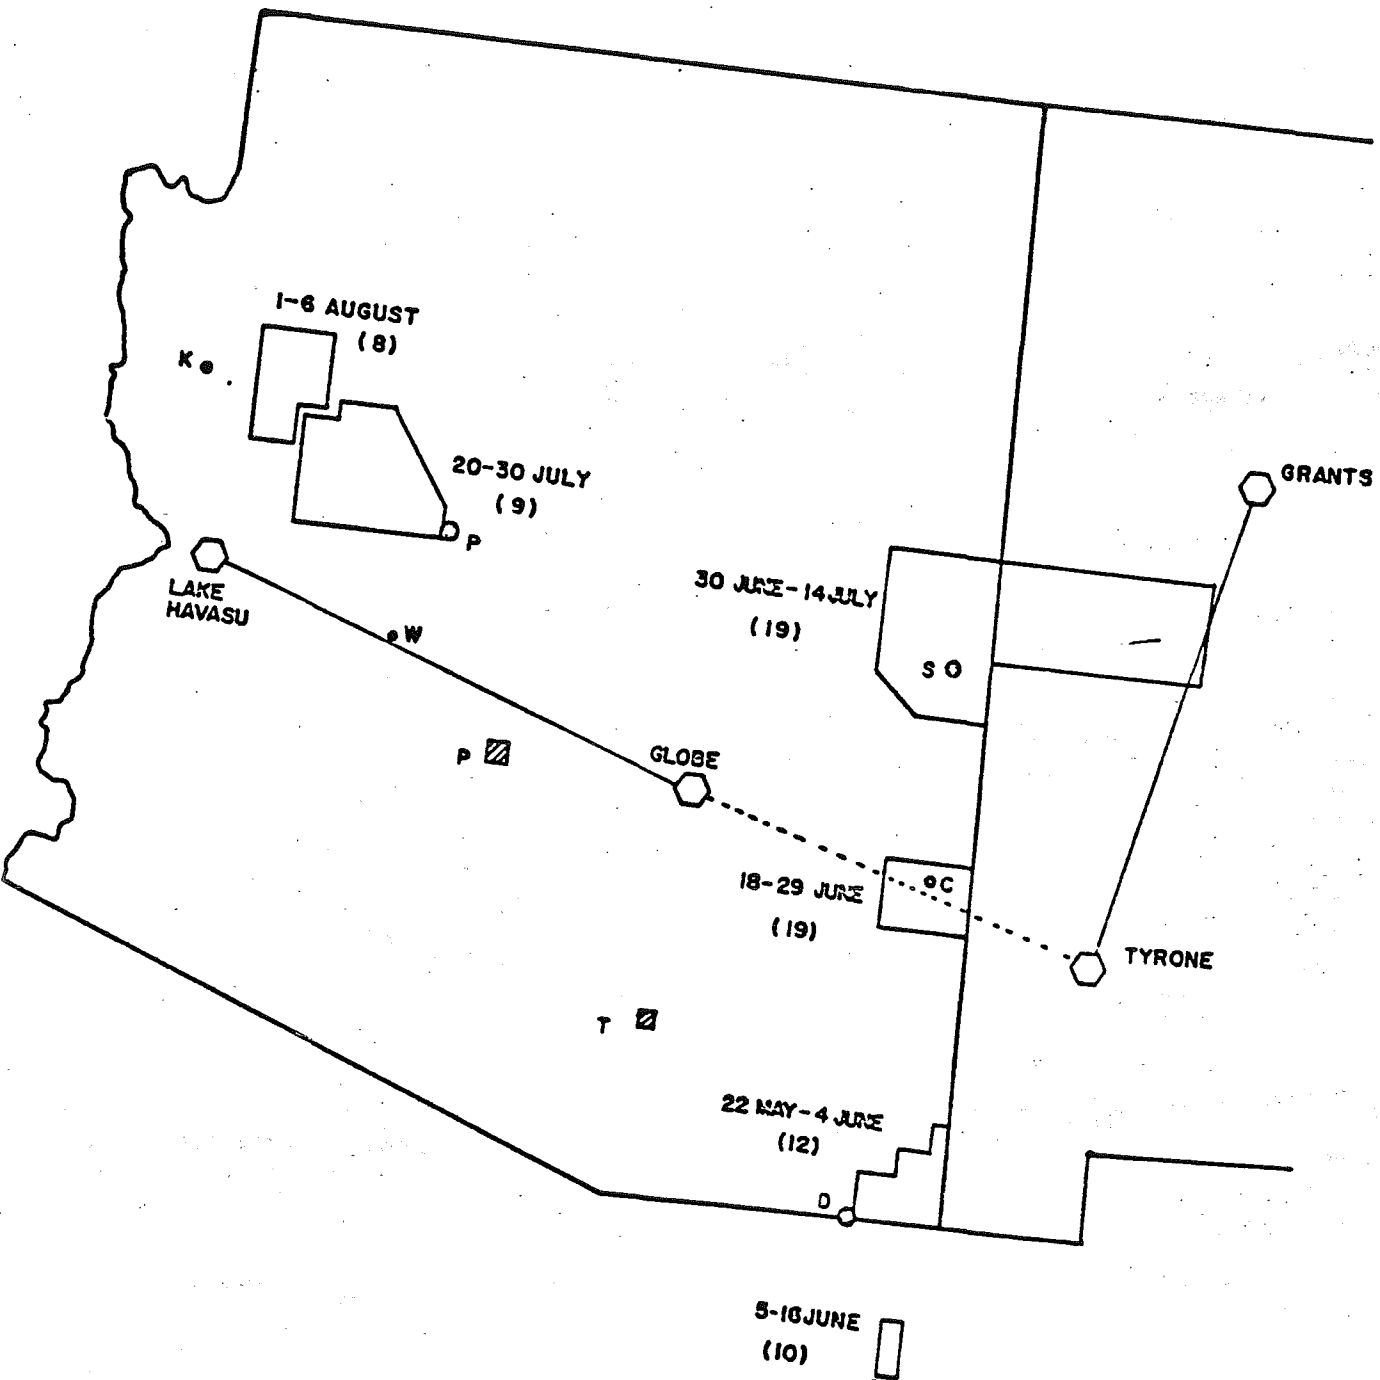 1-6 AUGUST
(8)
K
20-30 JULY
(9)
P
GRANTS
LAKE
HAVASU
30 JUNE-14 JULY
(19)
W
S
P
GLOBE
18-29 JUNE
(19)
C
TYRONE
T
22 MAY-4 JUNE
(12)
D
5-16 JUNE
(10)